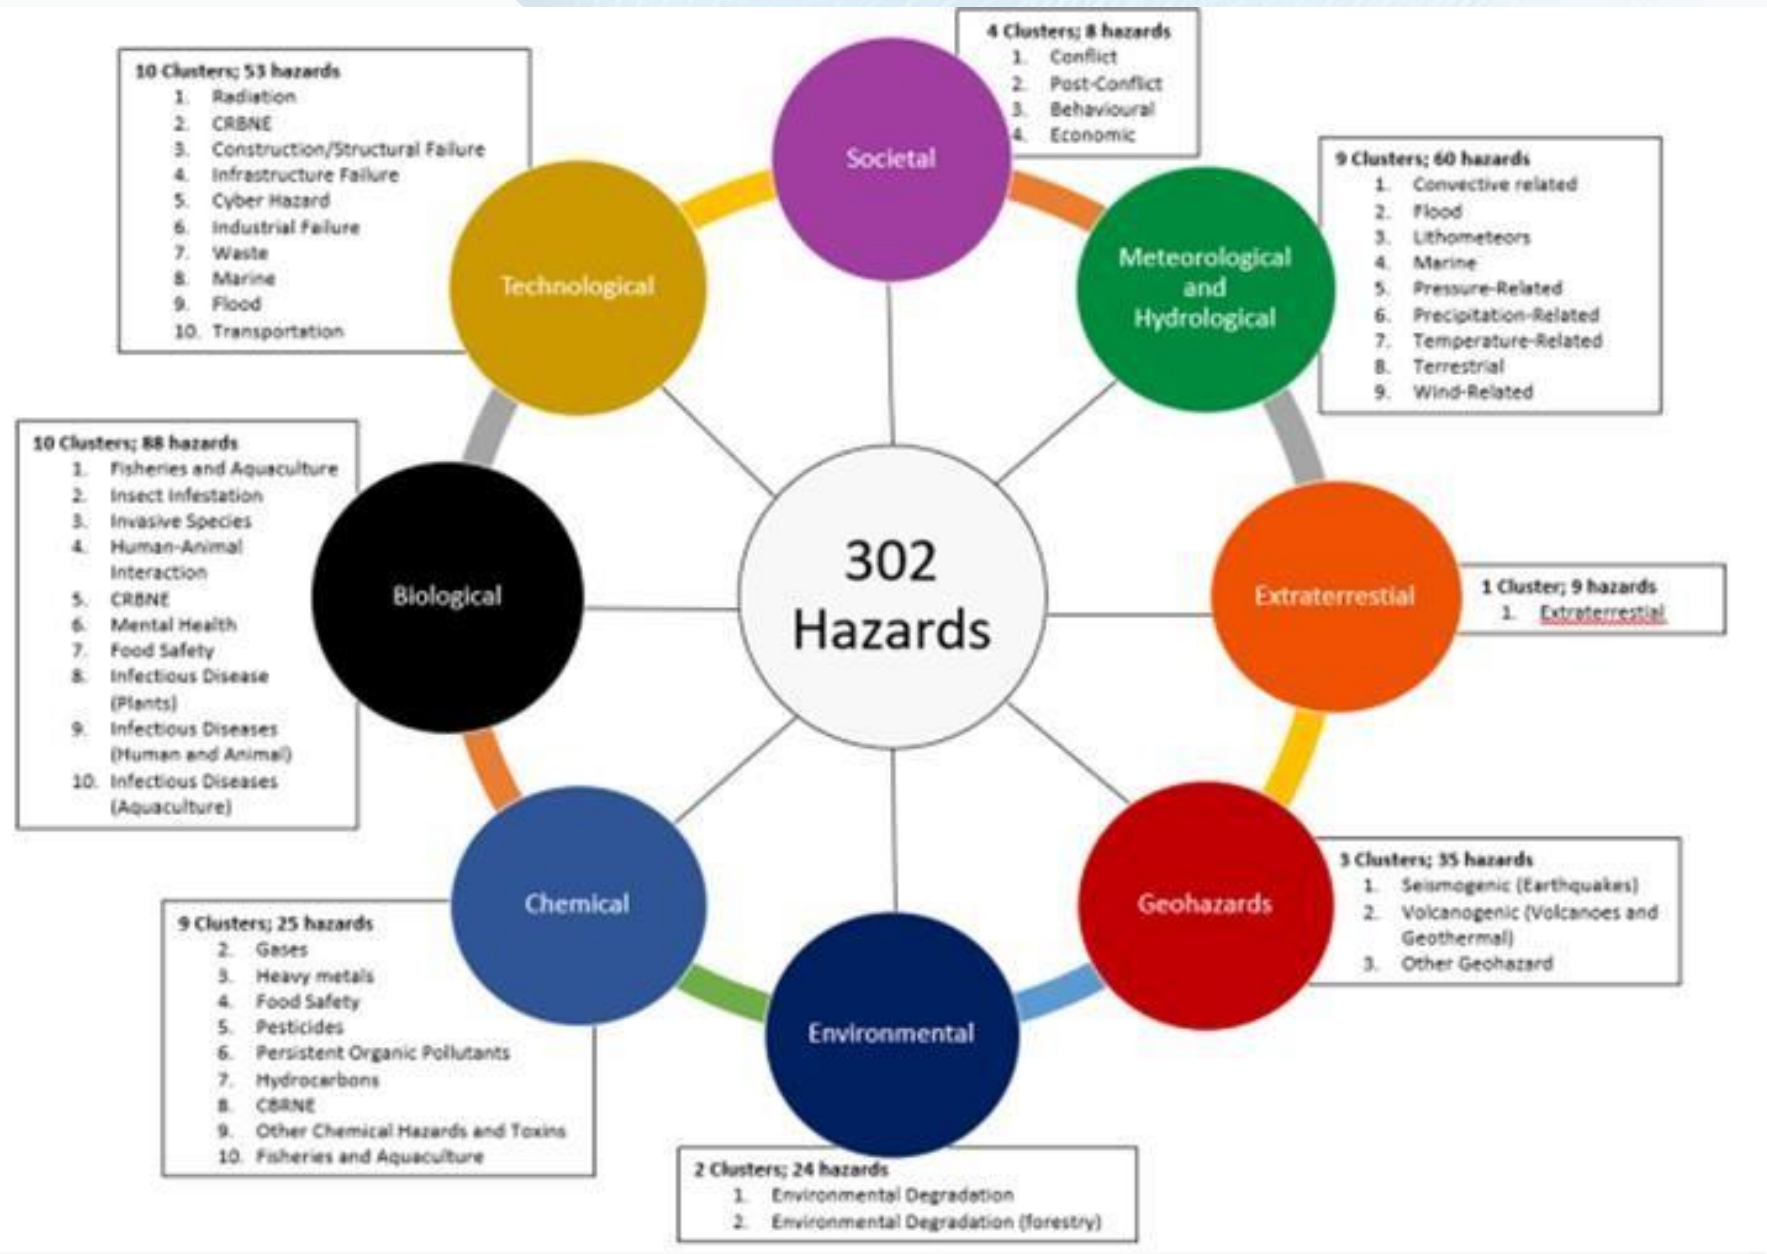 4 Clusters; 8 hazards
1. Conflict
2. Post-Conflict
3. Behavioural
4. Economic
Societal
10 Clusters; 53 hazards
1. Radiation
2. CRBNE
3. Construction/Structural Failure
4. Infrastructure Failure
5. Cyber Hazard
6. Industrial Failure
7. Waste
8. Marine
9. Flood
10. Transportation
Technological
9 Clusters; 60 hazards
1. Convective related
2. Flood
3. Lithometeors
4. Marine
5. Pressure-Related
6. Precipitation-Related
7. Temperature-Related
8. Terrestrial
9. Wind-Related
Meteorological
and
Hydrological
10 Clusters; 88 hazards
1. Fisheries and Aquaculture
2. Insect Infestation
3. Invasive Species
4. Human-Animal
Interaction
5. CRBNE
6. Mental Health
7. Food Safety
8. Infectious Disease
(Plants)
9. Infectious Diseases
(Human and Animal)
10. Infectious Diseases
(Aquaculture)
Biological
302
Hazards
Extraterrestial
1 Cluster; 9 hazards
1. Extraterrestial
Chemical
9 Clusters; 25 hazards
2. Gases
3. Heavy metals
4. Food Safety
5. Pesticides
6. Persistent Organic Pollutants
7. Hydrocarbons
8. CBRNE
9. Other Chemical Hazards and Toxins
10. Fisheries and Aquaculture
Geohazards
3 Clusters; 35 hazards
1. Seismogenic (Earthquakes)
2. Volcanogenic (Volcanoes and
Geothermal)
3. Other Geohazard
Environmental
2 Clusters; 24 hazards
1. Environmental Degradation
2. Environmental Degradation (forestry)